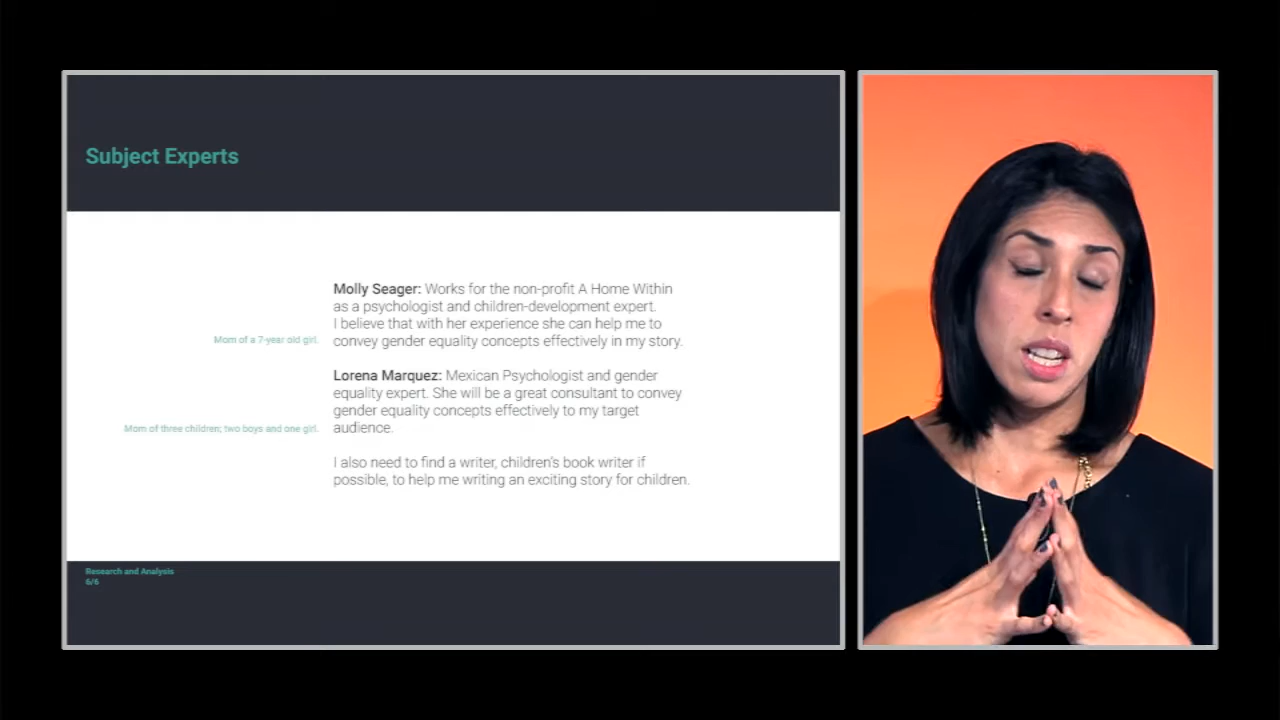 Subject Experts
Molly Seager: Works for the non-profit A Home Within
as a psychologist and children-development expert.
I believe that with her experience she can help me to
Mom of a 7-year old girl.
convey gender equality concepts effectively in my story.
Lorena Marquez: Mexican Psychologist and gender
equality expert. She will be a great consultant to convey
gender equality concepts effectively to my target
Mom of three children; two boys and one girl.
audience.
I also need to find a writer, children's book writer if
possible, to help me writing an exciting story for children.
Research and Analysis
6/6